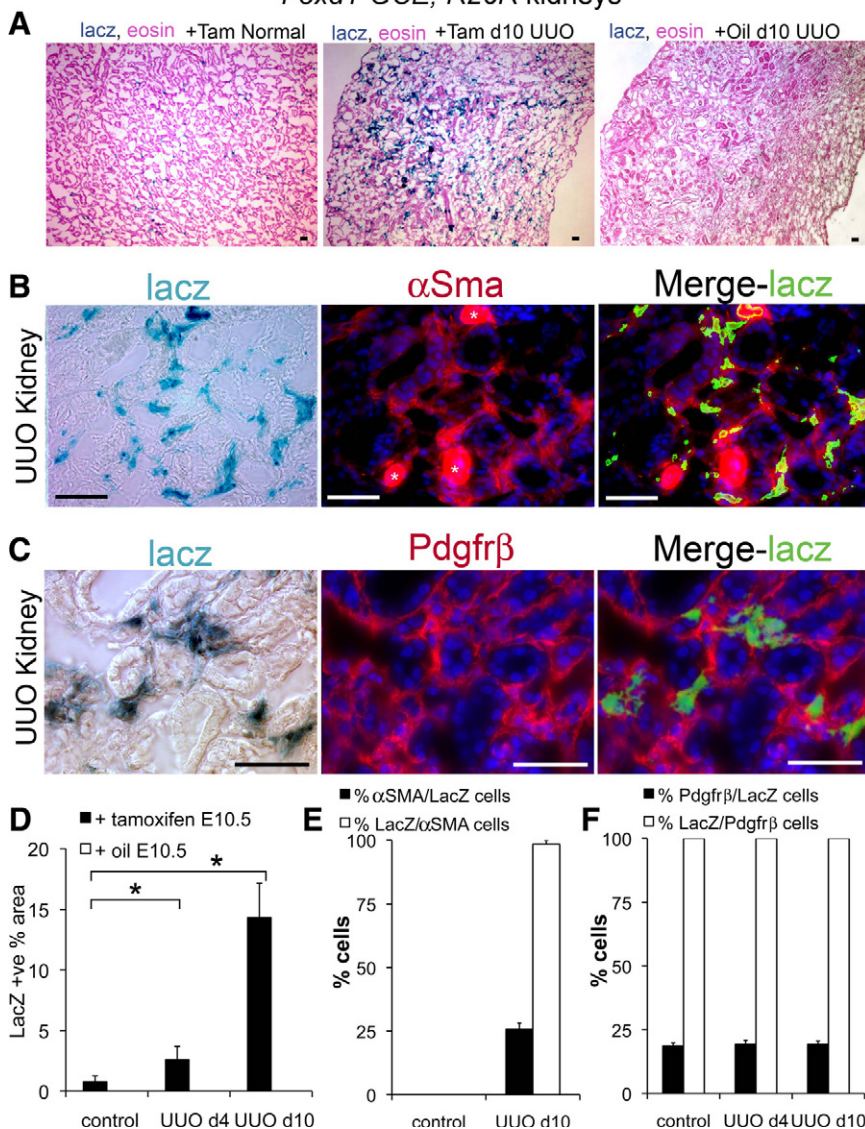 kidneys
A
lacz, eosin +Tam Normal
lacz, eosin +Tam d10 UUO
lacz, eosin +Oil d10 UUO
B
lacz
αSma
Merge-lacz
UUO Kidney
*
*
*
C
lacz
Pdgfrβ
Merge-lacz
UUO Kidney
D
+ tamoxifen E10.5
+ oil E10.5
LacZ +ve % area
20
15
10
5
0
*
*
control UUO d4 UUO d10
E
% αSMA/LacZ cells
% LacZ/αSMA cells
% cells
100
75
50
25
0
UUO d10
control
F
% Pdgfrβ/LacZ cells
% LacZ/Pdgfrβ cells
% cells
100
75
50
25
0
control UUO d4 UUO d10